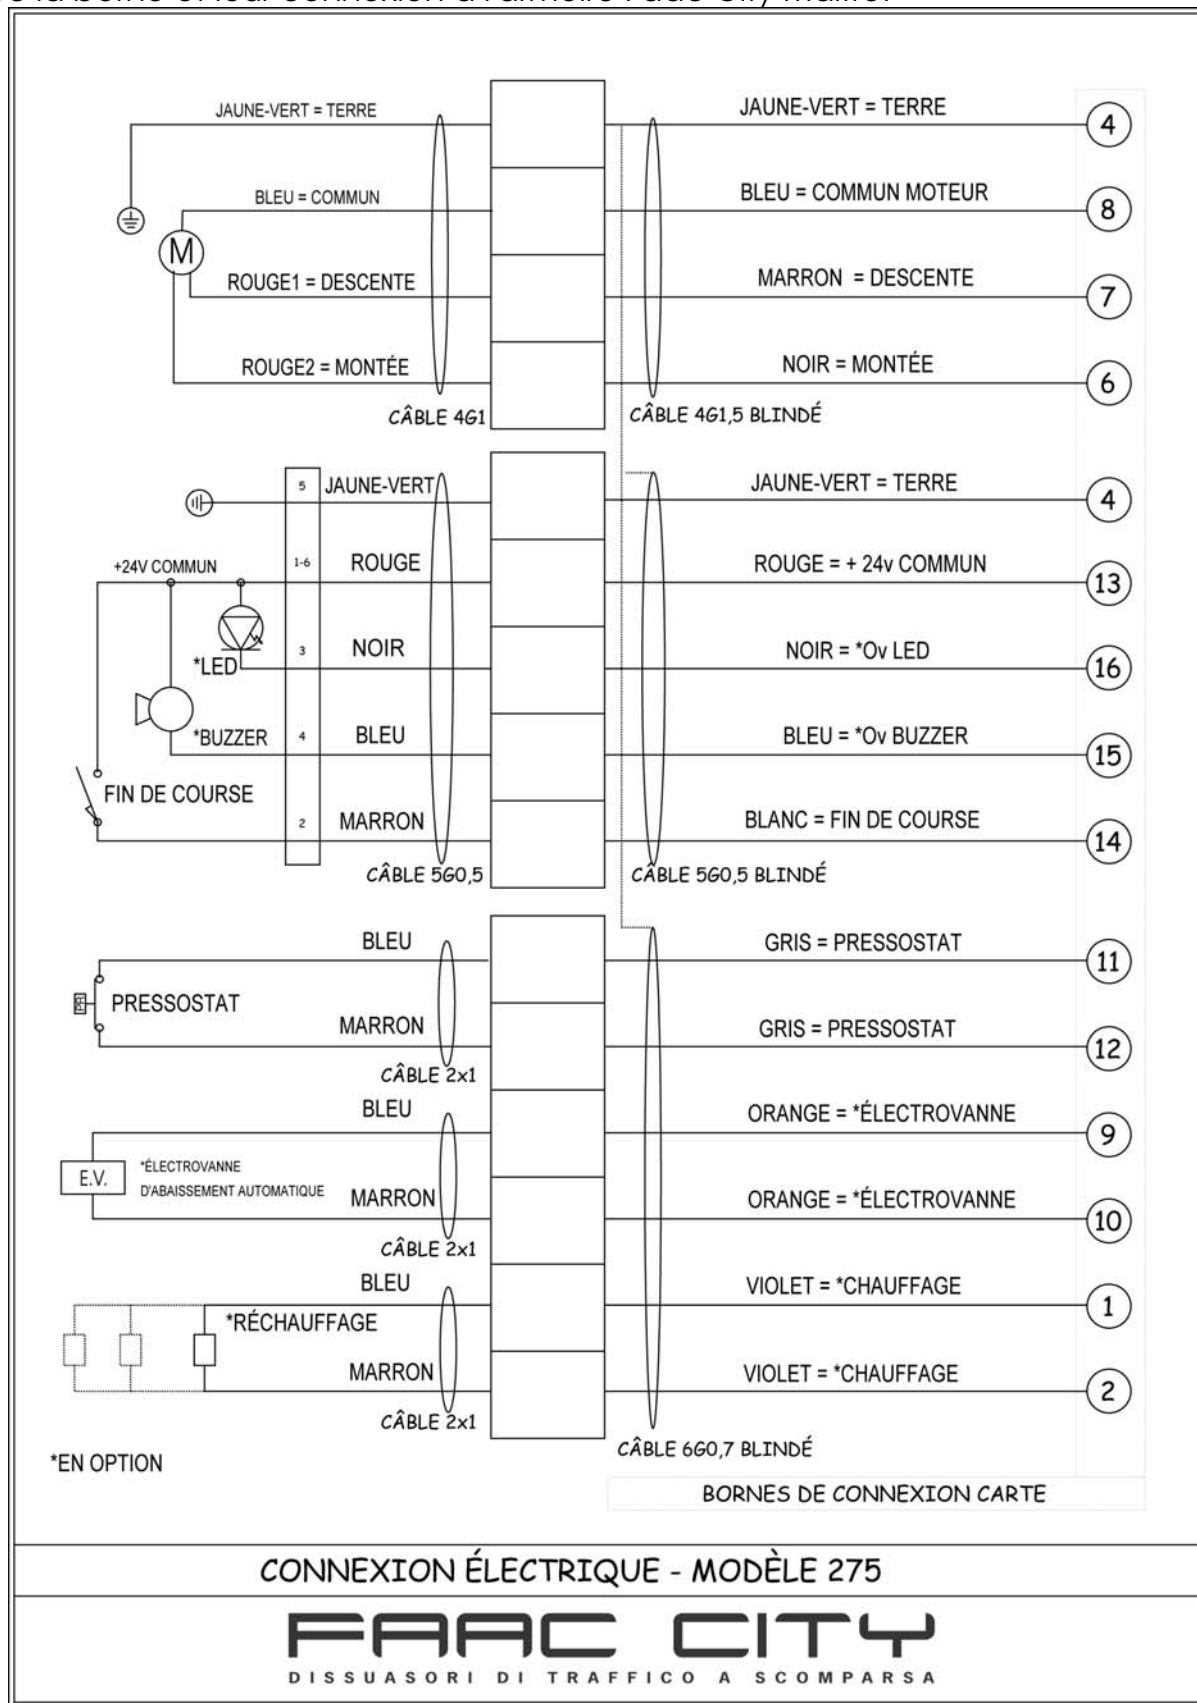 JAUNE-VERT = TERRE
JAUNE-VERT = TERRE
4
BLEU = COMMUN
BLEU = COMMUN MOTEUR
8
M
ROUGE1 = DESCENTE
MARRON = DESCENTE
7
ROUGE2 = MONTÉE
NOIR = MONTÉE
6
CÂBLE 4G1
CÂBLE 4G1,5 BLINDÉ
5
JAUNE-VERT
JAUNE-VERT = TERRE
4
+24V COMMUN
1-6
ROUGE
ROUGE = + 24v COMMUN
13
*LED
3
NOIR
NOIR = *Ov LED
16
*BUZZER
4
BLEU
BLEU = *Ov BUZZER
15
FIN DE COURSE
2
MARRON
BLANC = FIN DE COURSE
14
CÂBLE 5G0,5
CÂBLE 5G0,5 BLINDÉ
BLEU
GRIS = PRESSOSTAT
11
PRESSOSTAT
MARRON
GRIS = PRESSOSTAT
12
CÂBLE 2x1
BLEU
ORANGE = *ÉLECTROVANNE
9
E.V.
*ÉLECTROVANNE
D'ABAISSEMENT AUTOMATIQUE
MARRON
ORANGE = *ÉLECTROVANNE
10
CÂBLE 2x1
BLEU
VIOLET = *CHAUFFAGE
1
*RÉCHAUFFAGE
MARRON
VIOLET = *CHAUFFAGE
2
CÂBLE 2x1
CÂBLE 6G0,7 BLINDÉ
*EN OPTION
BORNES DE CONNEXION CARTE
CONNEXION ÉLECTRIQUE - MODÈLE 275
FAAC CITY
DISSUASORI DI TRAFFICO A SCOMPARSA